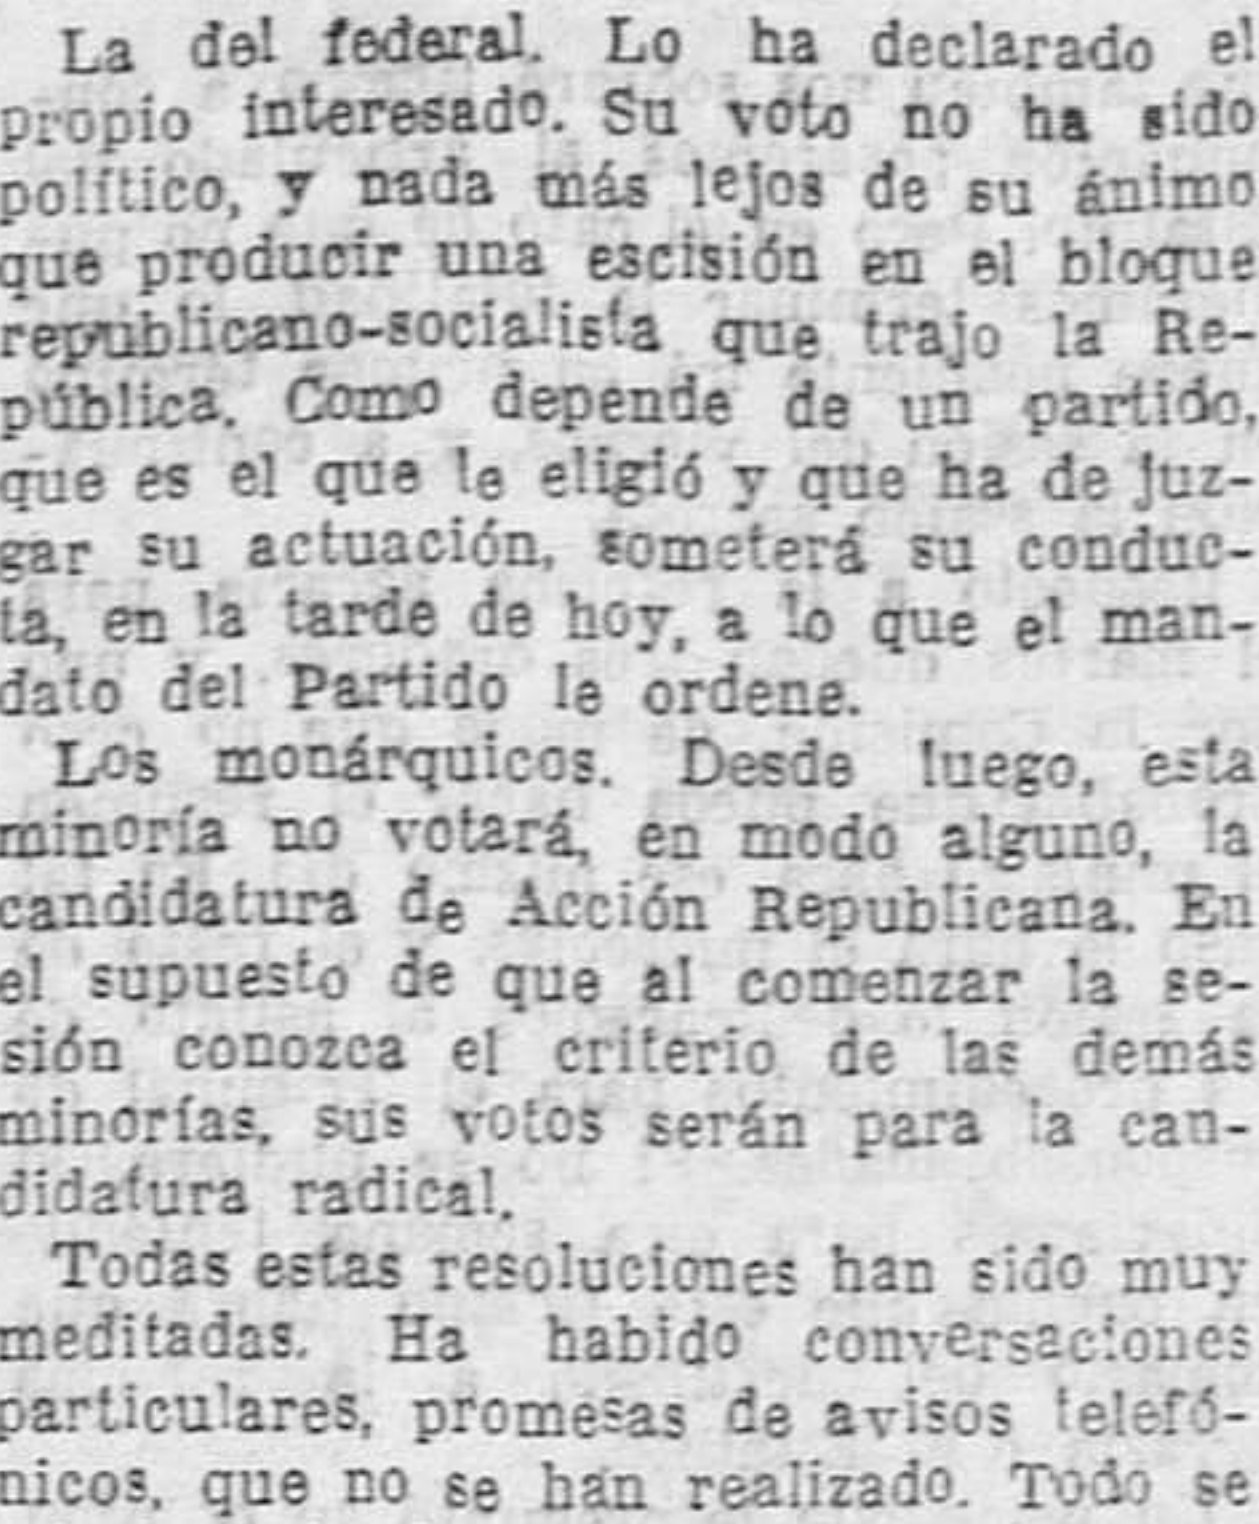 La del federal. Lo ha declarado el
propio interesado. Su voto no ha sido
político, y nada más lejos de su ánimo
que producir una escisión en el bloque
republicano-socialista que trajo la Re-
pública. Como depende de un partido,
que es el que le eligió y que ha de juz-
gar su actuación, someterá su conduc-
ta, en la tarde de hoy, a lo que el man-
dato del Partido le ordene.
Los monárquicos. Desde luego, esta
minoría no votará, en modo alguno, la
candidatura de Acción Republicana. En
el supuesto de que al comenzar la se-
sión conozca el criterio de las demás
minorías, sus votos serán para la can-
didatura radical.
Todas estas resoluciones han sido muy
meditadas. Ha habido conversaciones
particulares, promesas de avisos telefó-
nicos, que no se han realizado. Todo se